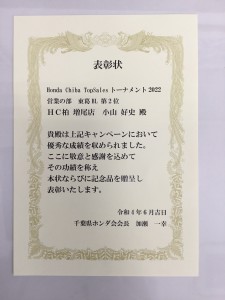 表彰状
Honda Chiba TopSales トーナメント2022
営業の部 東葛BL 第2位
HC柏 増尾店 小山 好史 殿
貴殿は上記キャンペーンにおいて
優秀な成績を収められました。
ここに敬意と感謝を込めて
その功績を称え
本状ならびに記念品を贈呈し
表彰いたします。
令和4年6月吉日
千葉県ホンダ会会長 加瀬 一幸